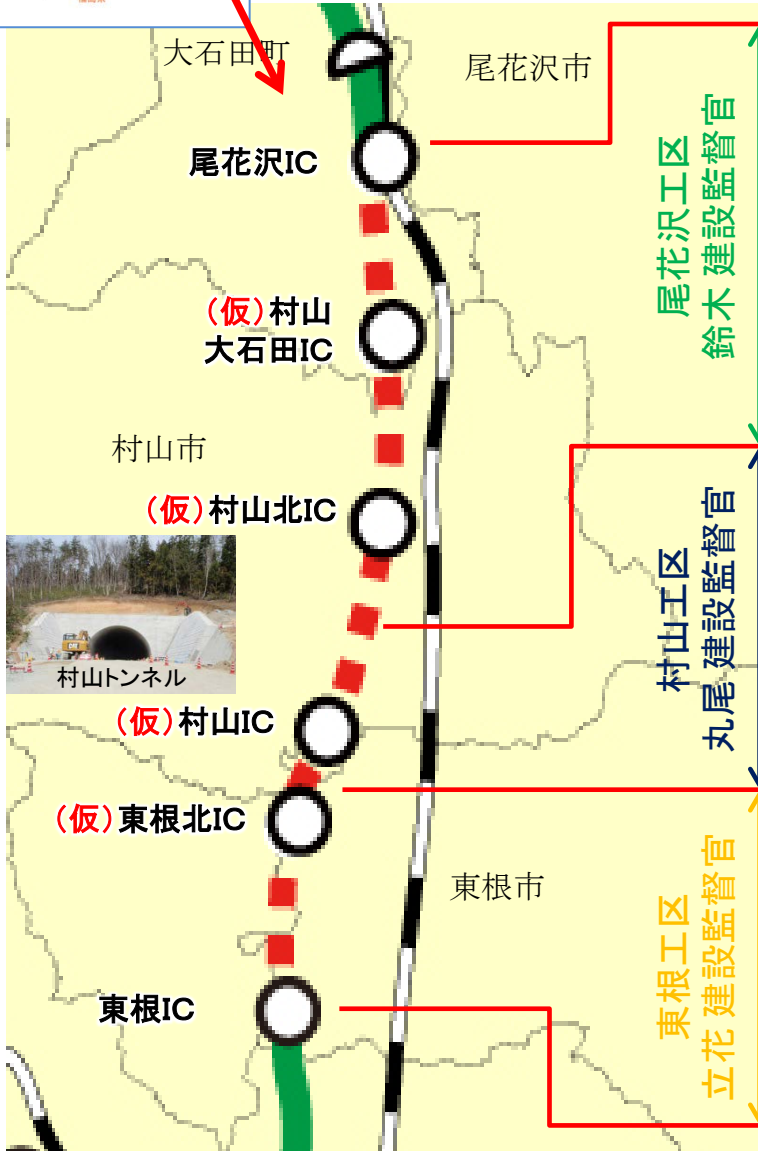 大石田町
尾花沢市
尾花沢IC
尾花沢工区
鈴木 建設監督官
(仮)村山
大石田IC
村山市
(仮)村山北IC
村山工区
丸尾 建設監督官
村山トンネル
(仮)村山IC
(仮)東根北IC
東根市
東根工区
立花 建設監督官
東根IC